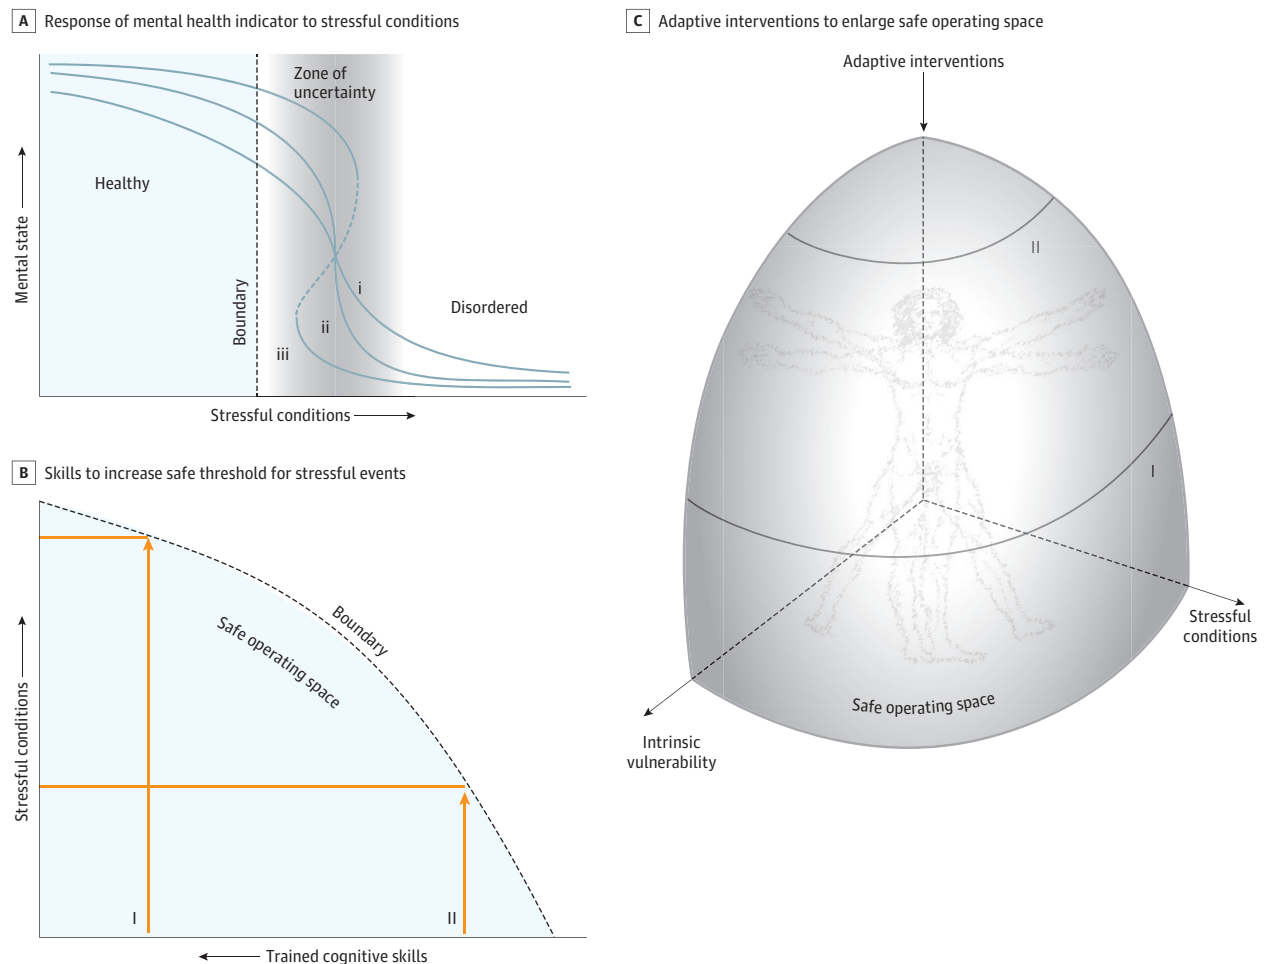 A Response of mental health indicator to stressful conditions
Zone of
uncertainty
Healthy
Mental state
Boundary
i
ii
iii
Disordered
Stressful conditions
B Skills to increase safe threshold for stressful events
Boundary
Safe operating space
Stressful conditions
I
II
Trained cognitive skills
C Adaptive interventions to enlarge safe operating space
Adaptive interventions
II
I
Stressful
conditions
Safe operating space
Intrinsic
vulnerability